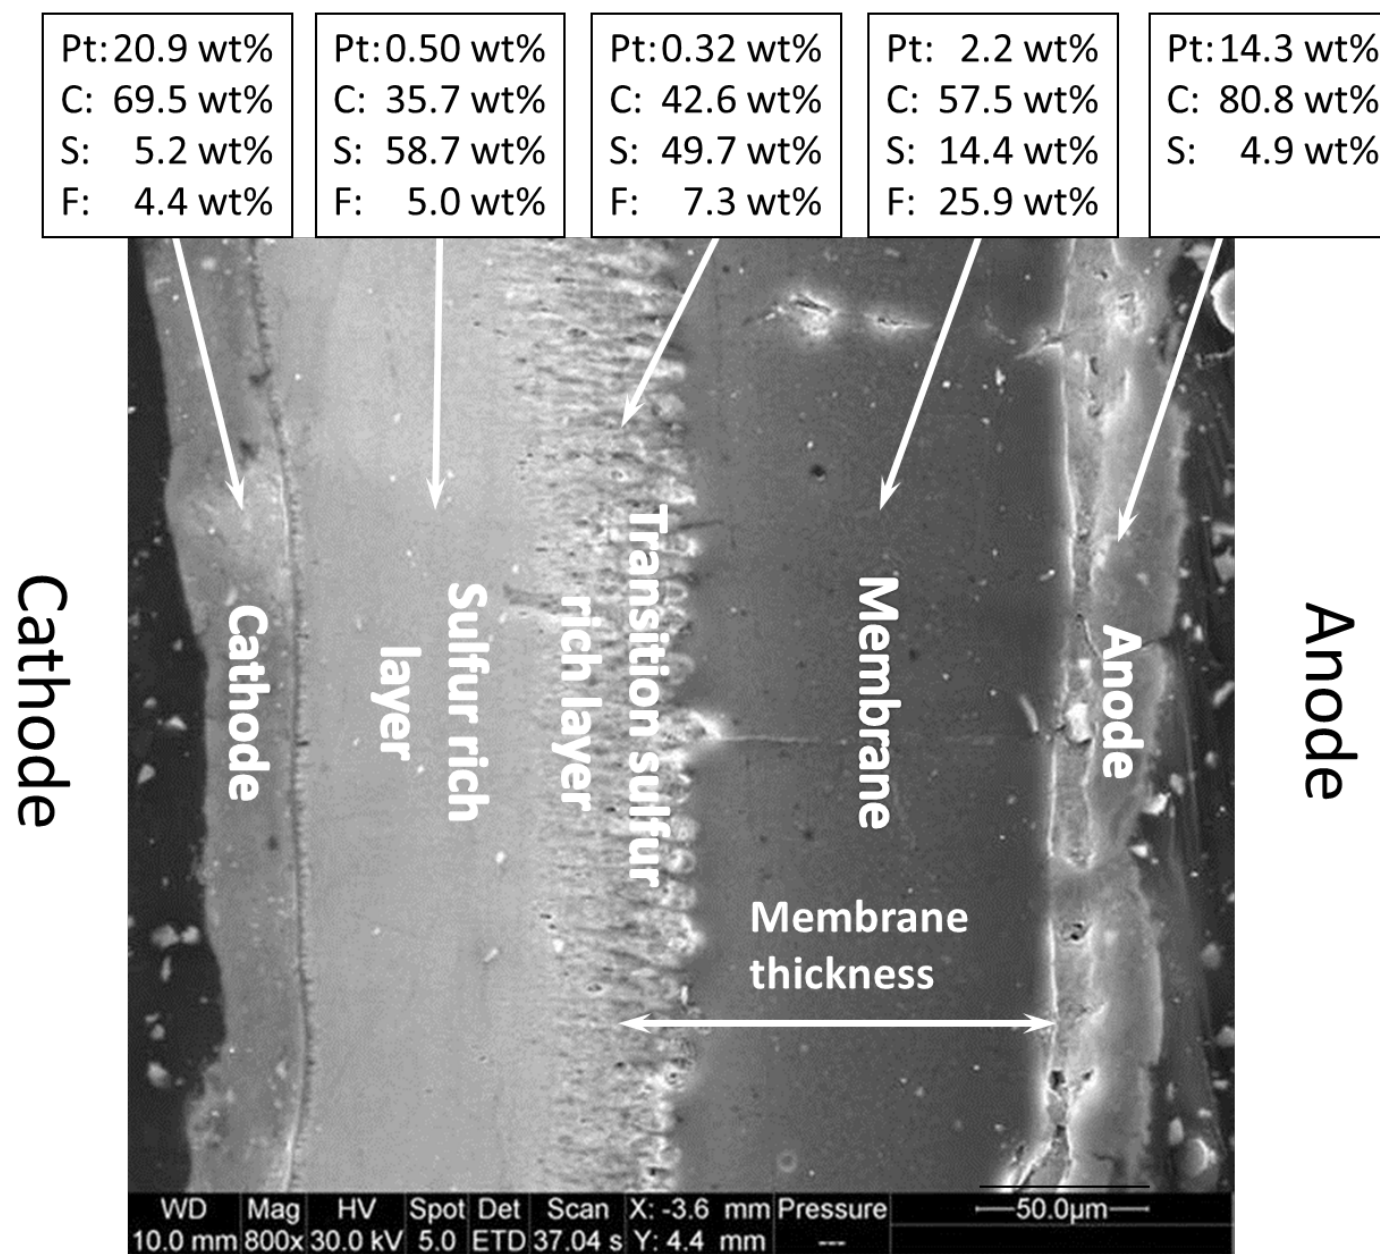 Pt: 20.9 wt%
C: 69.5 wt%
S: 5.2 wt%
F: 4.4 wt%
Pt: 0.50 wt%
C: 35.7 wt%
S: 58.7 wt%
F: 5.0 wt%
Pt: 0.32 wt%
C: 42.6 wt%
S: 49.7 wt%
F: 7.3 wt%
Pt: 2.2 wt%
C: 57.5 wt%
S: 14.4 wt%
F: 25.9 wt%
Pt: 14.3 wt%
C: 80.8 wt%
S: 4.9 wt%
Cathode
Cathode
Sulfur rich
layer
Transition sulfur
rich layer
Membrane
Anode
Anode
Membrane
thickness
WD Mag HV Spot Det Scan X: -3.6 mm Pressure 50.0µm
10.0 mm 800x 30.0 kV 5.0 ETD 37.04 s Y: 4.4 mm ---